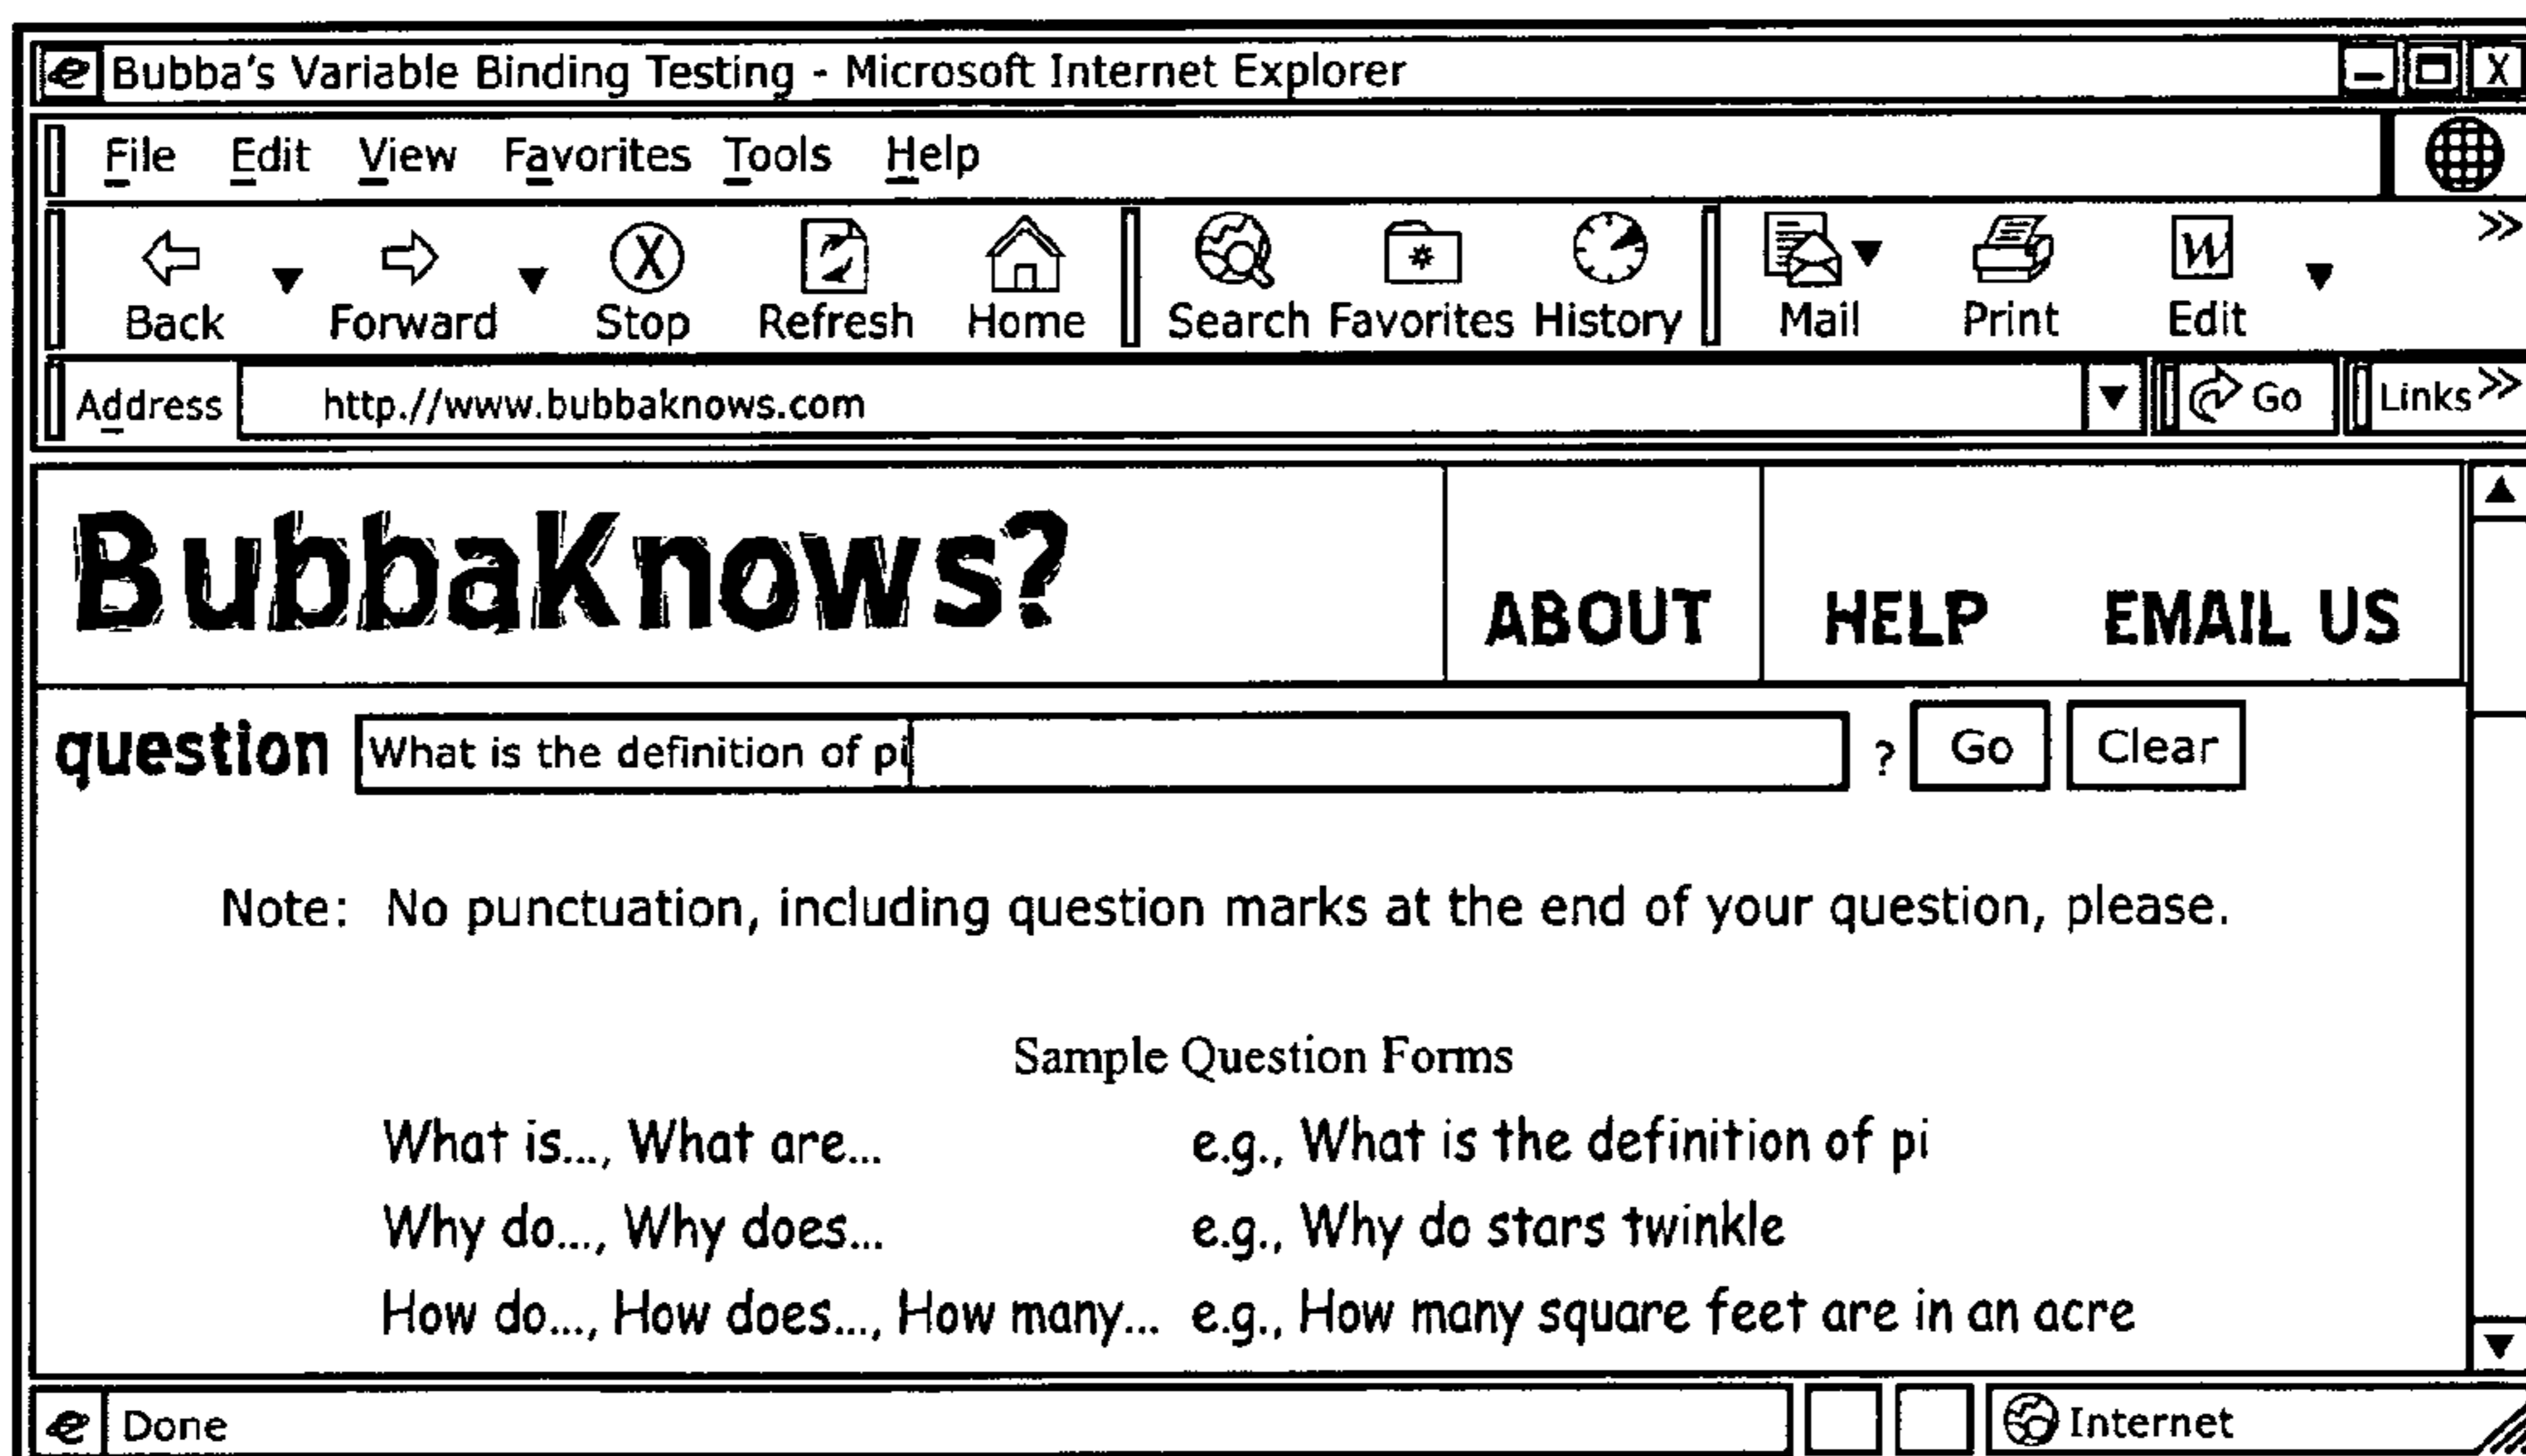 Bubba's Variable Binding Testing - Microsoft Internet Explorer
X
File Edit View Favorites Tools Help
Back Forward Stop Refresh Home Search Favorites History Mail Print Edit
Address http.//www.bubbaknows.com Go Links
BubbaKnows? ABOUT HELP EMAIL US
question What is the definition of pi ? Go Clear
Note: No punctuation, including question marks at the end of your question, please.
Sample Question Forms
What is..., What are... e.g., What is the definition of pi
Why do..., Why does... e.g., Why do stars twinkle
How do..., How does..., How many... e.g., How many square feet are in an acre
Done Internet